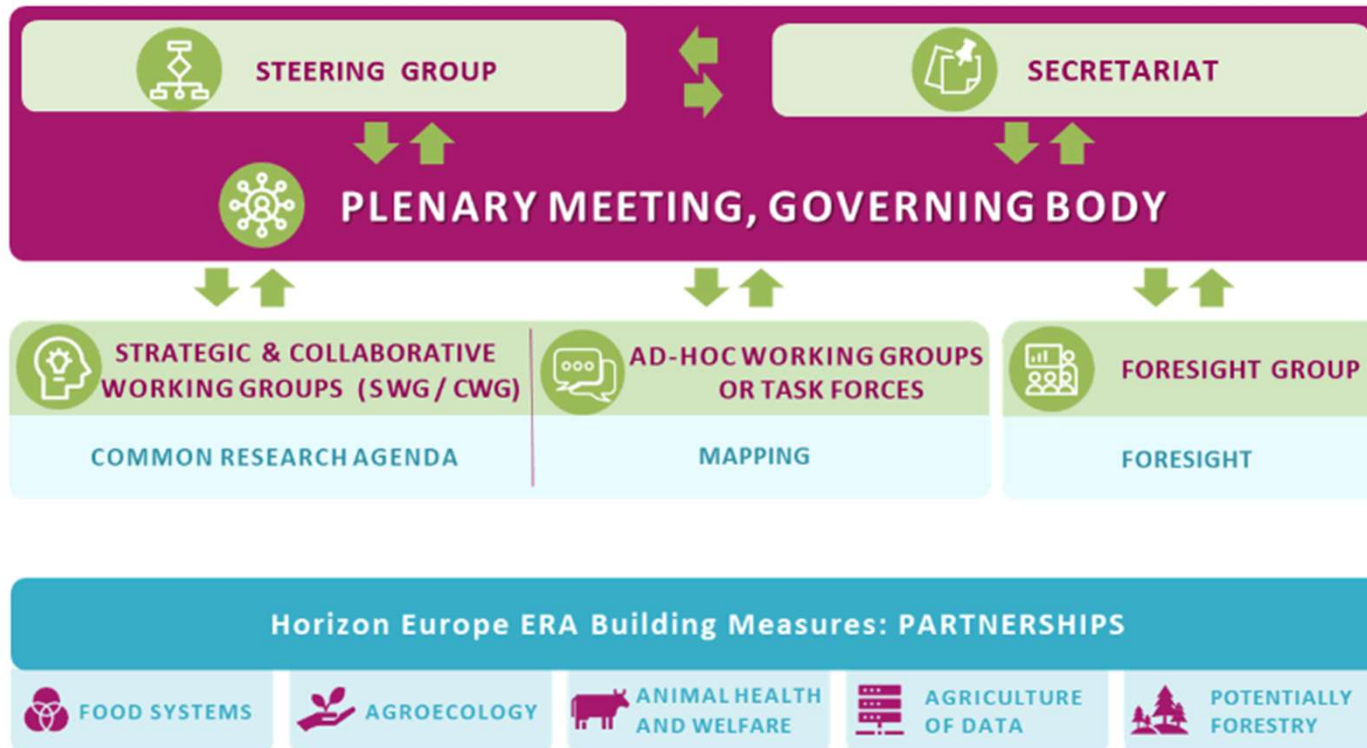 STEERING GROUP
SECRETARIAT
PLENARY MEETING, GOVERNING BODY
STRATEGIC & COLLABORATIVE
WORKING GROUPS (SWG / CWG)
AD-HOC WORKING GROUPS
OR TASK FORCES
FORESIGHT GROUP
COMMON RESEARCH AGENDA
MAPPING
FORESIGHT
Horizon Europe ERA Building Measures: PARTNERSHIPS
FOOD SYSTEMS
AGROECOLOGY
ANIMAL HEALTH
AND WELFARE
AGRICULTURE
OF DATA
POTENTIALLY
FORESTRY